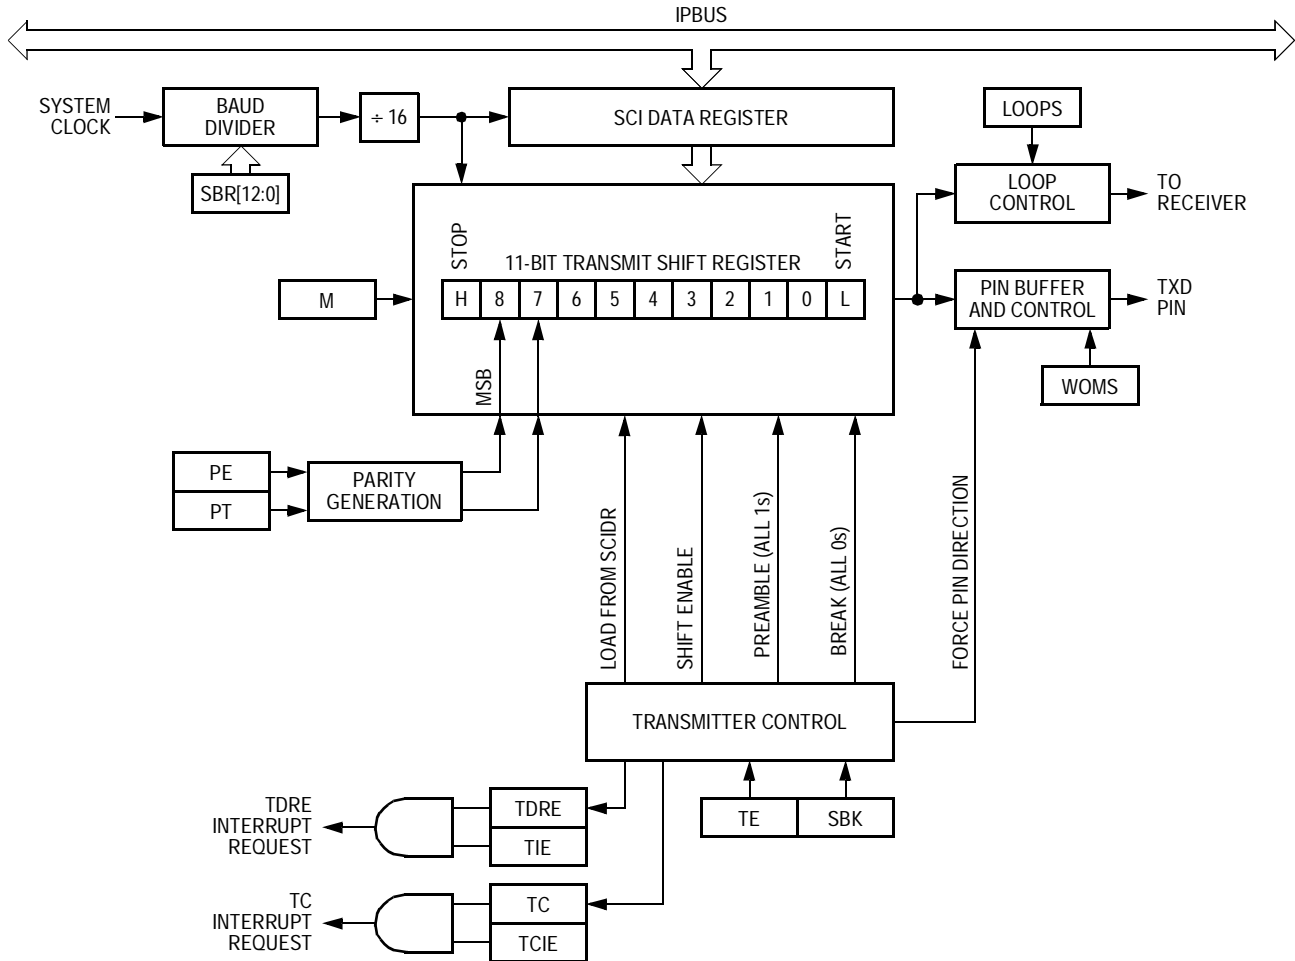 IPBUS
SYSTEM
CLOCK
BAUD
DIVIDER
÷ 16
SCI DATA REGISTER
LOOPS
SBR[12:0]
LOOP
CONTROL
TO
RECEIVER
STOP
START
11-BIT TRANSMIT SHIFT REGISTER
M
H 8 7 6 5 4 3 2 1 0 L
PIN BUFFER
AND CONTROL
TXD
PIN
MSB
WOMS
PE
PT
PARITY
GENERATION
LOAD FROM SCIDR
SHIFT ENABLE
PREAMBLE (ALL 1s)
BREAK (ALL 0s)
FORCE PIN DIRECTION
TRANSMITTER CONTROL
TE
SBK
TDRE
INTERRUPT
REQUEST
TDRE
TIE
TC
INTERRUPT
REQUEST
TC
TCIE